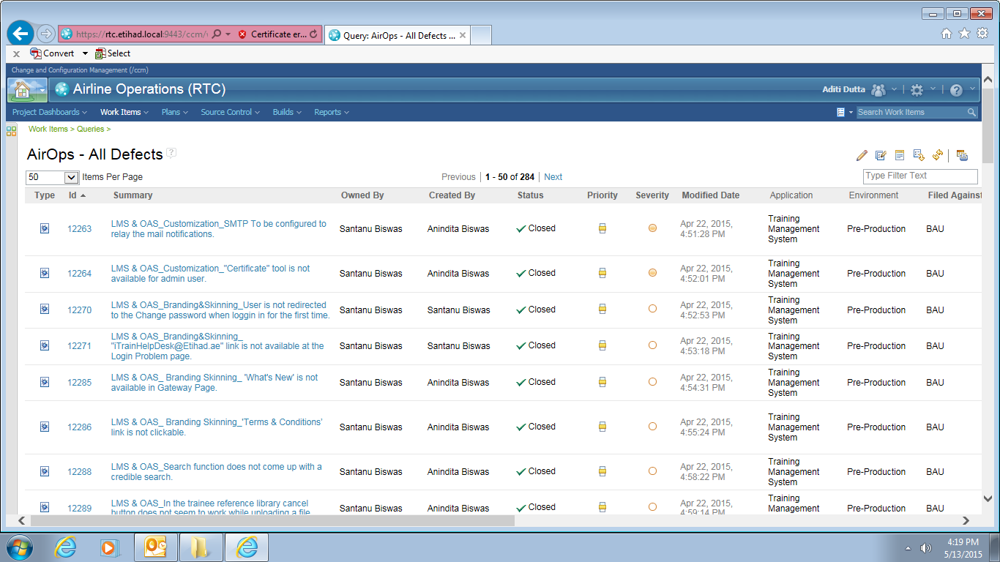 https://rtc.etihad.local:9443/ccm/ Certificate er... Query: AirOps - All Defects ...
Convert Select
Change and Configuration Management (/ccm)
Airline Operations (RTC) Aditi Dutta
Project Dashboards Work Items Plans Source Control Builds Reports Search Work Items
Work Items > Queries >
AirOps - All Defects ?
50 Items Per Page Previous | 1 - 50 of 284 | Next Type Filter Text
Type Id Summary Owned By Created By Status Priority Severity Modified Date Application Environment Filed Against
12263 LMS & OAS_Customization_SMTP To be configured to relay the mail notifications. Santanu Biswas Anindita Biswas Closed Apr 22, 2015, 4:51:28 PM Training Management System Pre-Production BAU
12264 LMS & OAS_Customization_"Certificate" tool is not available for admin user. Santanu Biswas Anindita Biswas Closed Apr 22, 2015, 4:52:01 PM Training Management System Pre-Production BAU
12270 LMS & OAS_Branding&Skinning_User is not redirected to the Change password when loggin in for the first time. Santanu Biswas Santanu Biswas Closed Apr 22, 2015, 4:52:53 PM Training Management System Pre-Production BAU
12271 LMS & OAS_Branding&Skinning_ "iTrainHelpDesk@Etihad.ae" link is not available at the Login Problem page. Santanu Biswas Santanu Biswas Closed Apr 22, 2015, 4:53:18 PM Training Management System Pre-Production BAU
12285 LMS & OAS_ Branding Skinning_ 'What's New' is not available in Gateway Page. Santanu Biswas Anindita Biswas Closed Apr 22, 2015, 4:54:31 PM Training Management System Pre-Production BAU
12286 LMS & OAS_ Branding Skinning_'Terms & Conditions' link is not clickable. Santanu Biswas Anindita Biswas Closed Apr 22, 2015, 4:55:24 PM Training Management System Pre-Production BAU
12288 LMS & OAS_Search function does not come up with a credible search. Santanu Biswas Anindita Biswas Closed Apr 22, 2015, 4:58:22 PM Training Management System Pre-Production BAU
12289 LMS & OAS_In the trainee reference library cancel button does not seem to work while uploading a file Santanu Biswas Anindita Biswas Closed Apr 22, 2015, 4:59:14 PM Training Management Pre-Production BAU
4:19 PM
5/13/2015